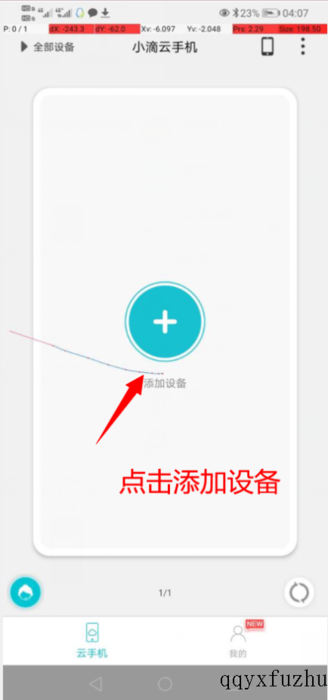 23% 04:07
P: 0 / 1 dX: -243.3 dY: -62.0 Xv: -6.097 Yv: -2.048 Prs: 2.29 Size: 198.50
全部设备 小滴云手机
添加设备
点击添加设备
1/1
NEW
云手机 我的
qqyxfuzhu